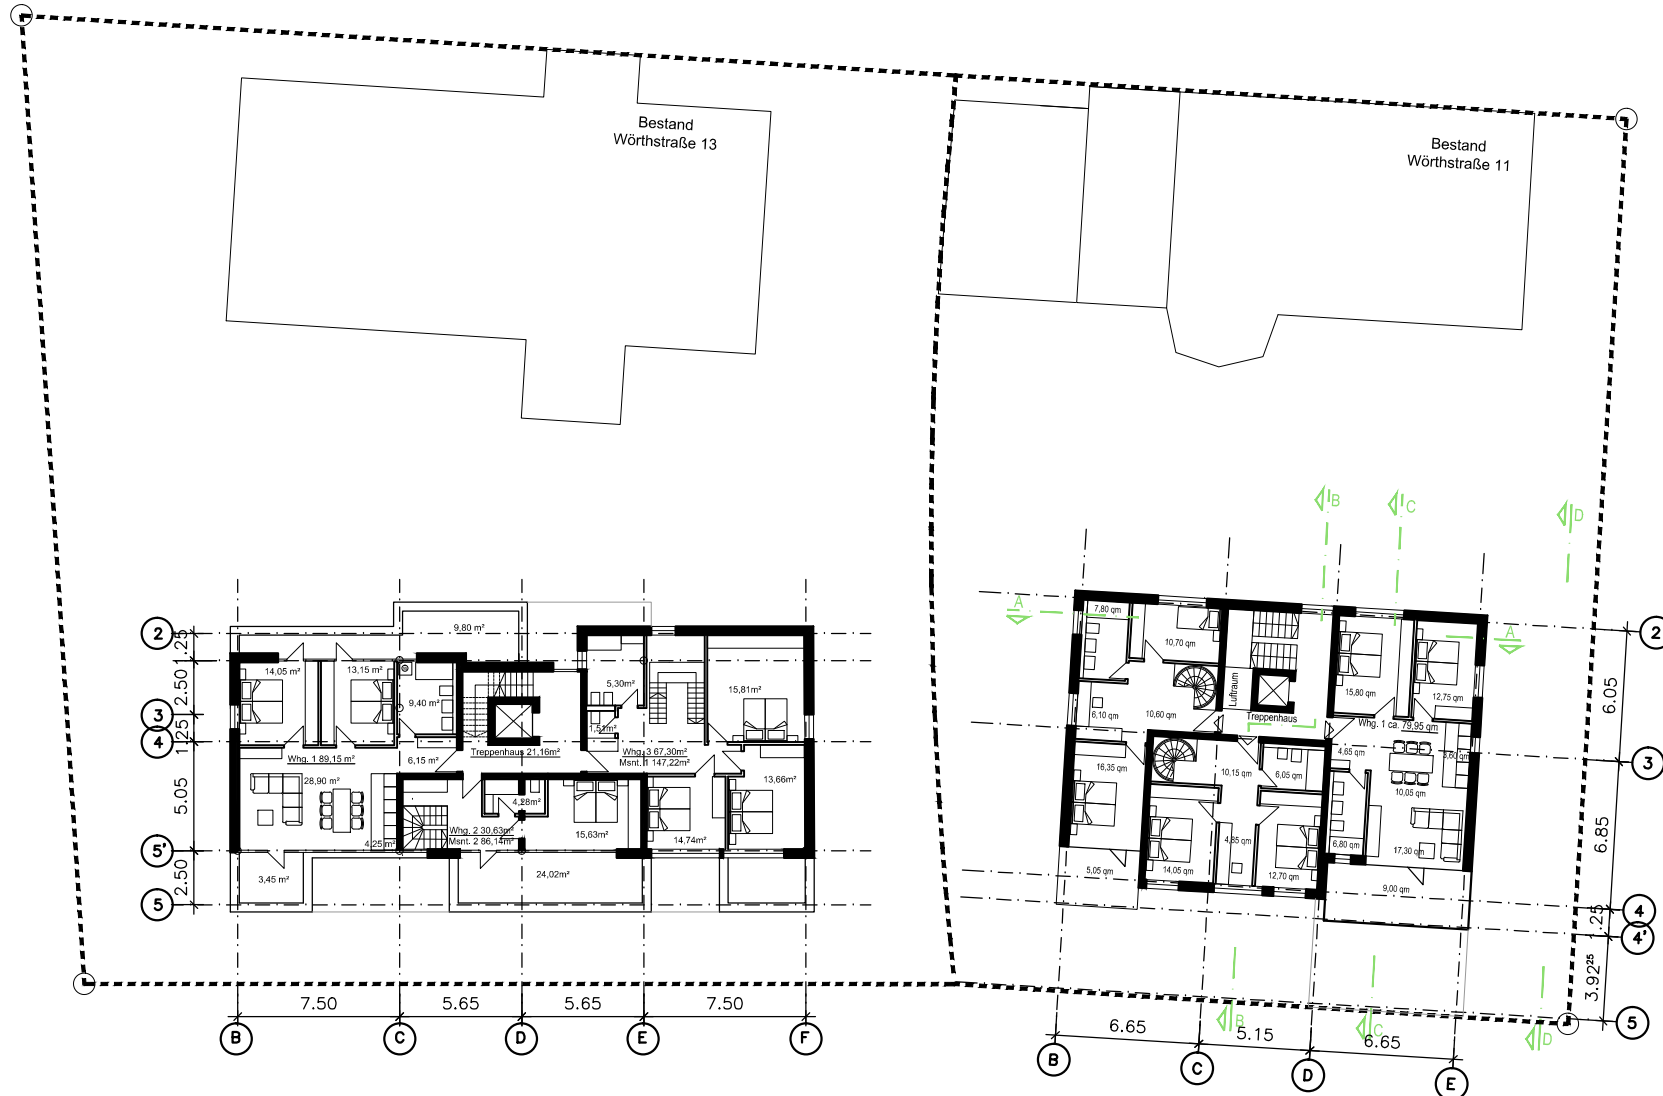 Bestand
Wörthstraße 13
Bestand
Wörthstraße 11
B
C
D
A
A
2
3
4
5'
5
1.25
2.50
1.25
5.05
2.50
9,80 m²
14,05 m²
13,15 m²
9,40 m²
5,30m²
1,51m²
15,81m²
Treppenhaus 21,16m²
Whg. 1 89,15 m²
6,15 m²
Whg. 3 67,30m²
Msnt. 1 147,22m²
28,90 m²
13,66m²
4,28m²
Whg. 2 30,63m²
Msnt. 2 86,14m²
15,63m²
14,74m²
4,25 m²
3,45 m²
24,02m²
7.50
5.65
5.65
7.50
B
C
D
E
F
7,80 qm
10,70 qm
Luftraum
Treppenhaus
15,80 qm
12,75 qm
6,10 qm
10,60 qm
Whg. 1 ca. 79,95 qm
16,35 qm
10,15 qm
6,05 qm
4,65 qm
10,05 qm
14,05 qm
4,85 qm
12,70 qm
6,80 qm
17,30 qm
5,05 qm
9,00 qm
2
6.05
3
6.85
4
1.25
4'
3.92²⁵
5
B
C
D
6.65
5.15
6.65
B
C
D
E